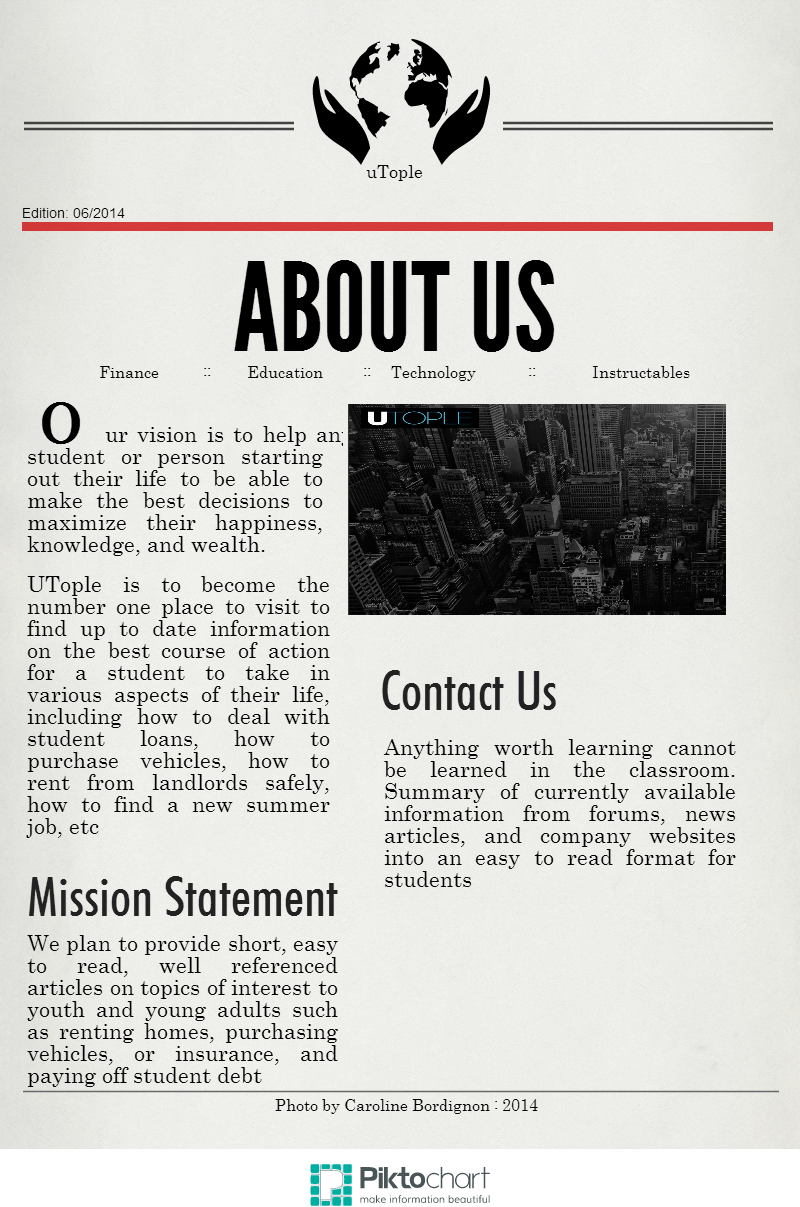 uTople
Edition: 06/2014
ABOUT US
Finance :: Education :: Technology :: Instructables
Our vision is to help any
student or person starting
out their life to be able to
make the best decisions to
maximize their happiness,
knowledge, and wealth.
UTople is to become the
number one place to visit to
find up to date information
on the best course of action
for a student to take in
various aspects of their life,
including how to deal with
student loans, how to
purchase vehicles, how to
rent from landlords safely,
how to find a new summer
job, etc
Mission Statement
We plan to provide short, easy
to read, well referenced
articles on topics of interest to
youth and young adults such
as renting homes, purchasing
vehicles, or insurance, and
paying off student debt
UTOPLE
Contact Us
Anything worth learning cannot
be learned in the classroom.
Summary of currently available
information from forums, news
articles, and company websites
into an easy to read format for
students
Photo by Caroline Bordignon : 2014
Piktochart
make information beautiful